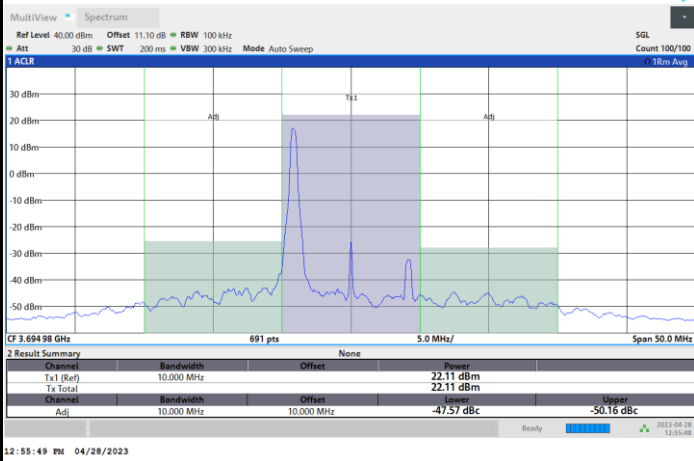 MultiView Spectrum
Ref Level 40.00 dBm Offset 11.10 dB RBW 100 kHz SGL
Att 30 dB SWT 200 ms VBW 300 kHz Mode Auto Sweep Count 100/100
1 ACLR 1Rm Avg
Tx1
30 dBm
Adj Adj
20 dBm
10 dBm
0 dBm
-10 dBm
-20 dBm
-30 dBm
-40 dBm
-50 dBm
CF 3.694 98 GHz 691 pts 5.0 MHz/ Span 50.0 MHz
2 Result Summary None
Channel Bandwidth Offset Power
Tx1 (Ref) 10.000 MHz 22.11 dBm
Tx Total 22.11 dBm
Channel Bandwidth Offset Lower Upper
Adj 10.000 MHz 10.000 MHz -47.57 dBc -50.16 dBc
Ready 2023-04-28
12:55:48
12:55:49 PM 04/28/2023